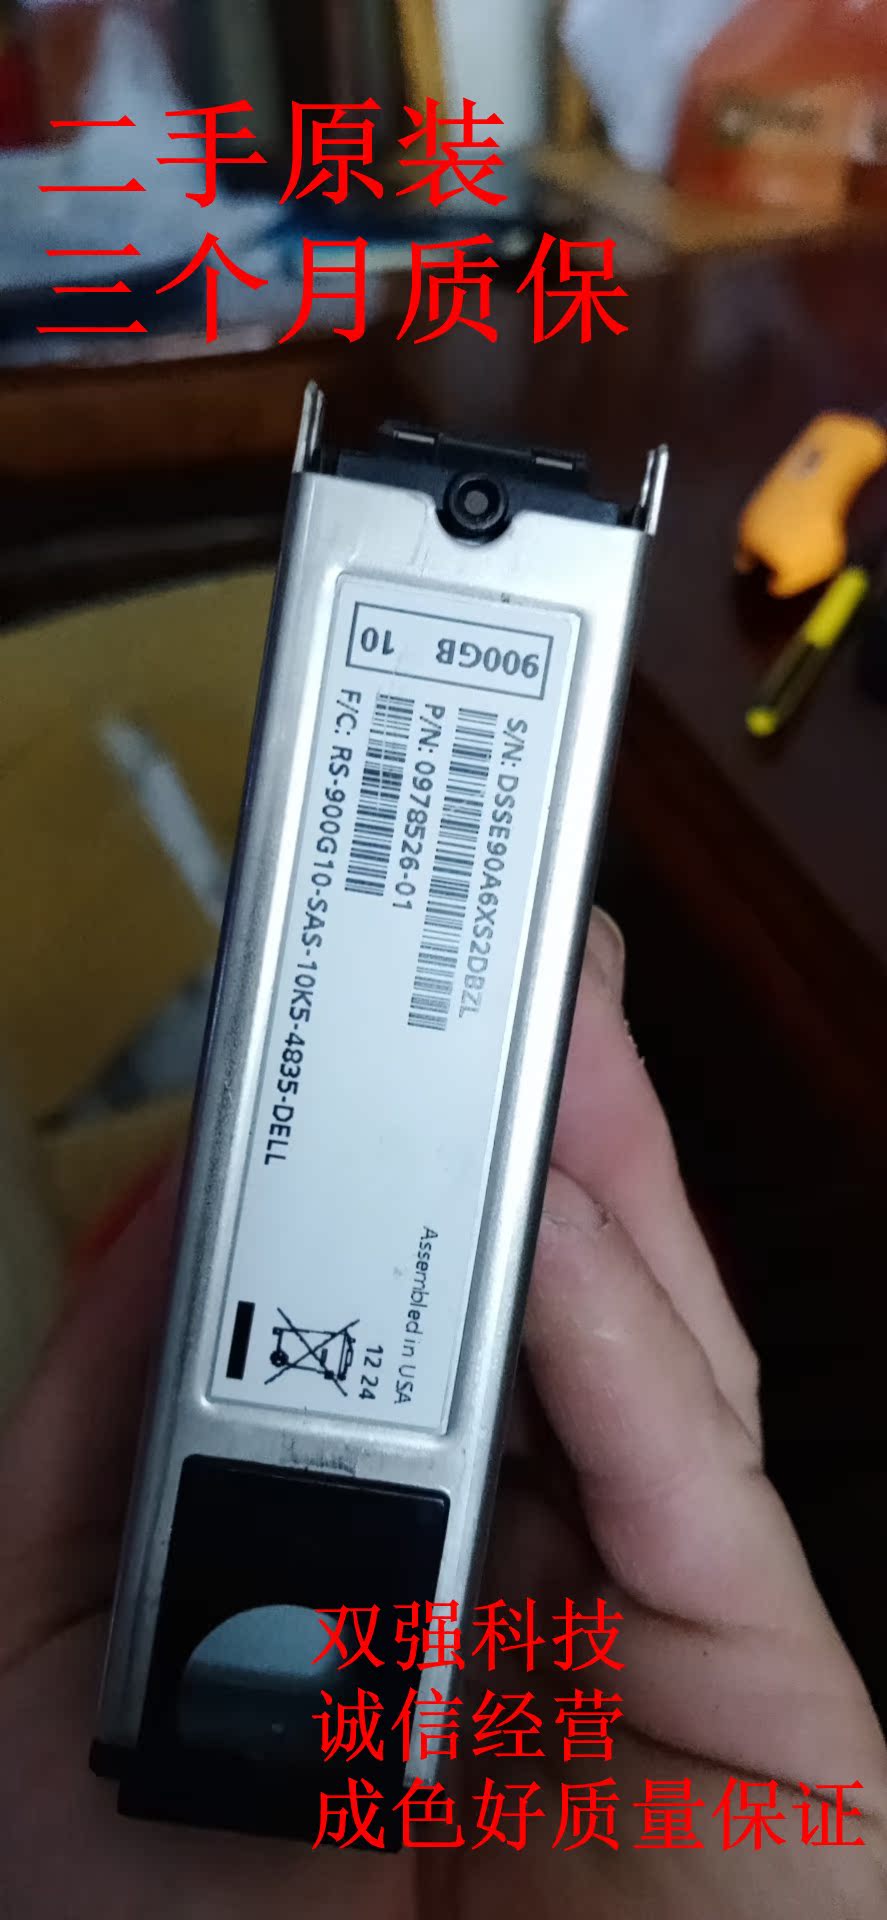 二手原装
三个月质保
900GB 10
S/N: DSSE90A6XS2DBZL
P/N: 0978526-01
F/C: RS-900G10-SAS-10K5-4835-DELL
Assembled in USA
12 24
双强科技
诚信经营
成色好质量保证